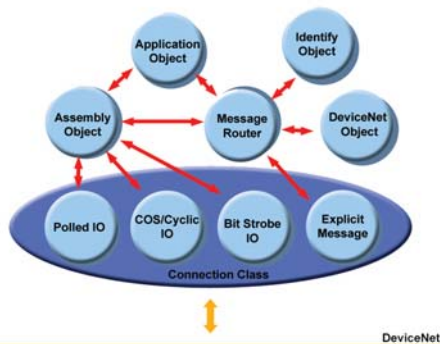 Application
Object
Identify
Object
Assembly
Object
Message
Router
DeviceNet
Object
Polled IO
COS/Cyclic
IO
Bit Strobe
IO
Explicit
Message
Connection Class
DeviceNet